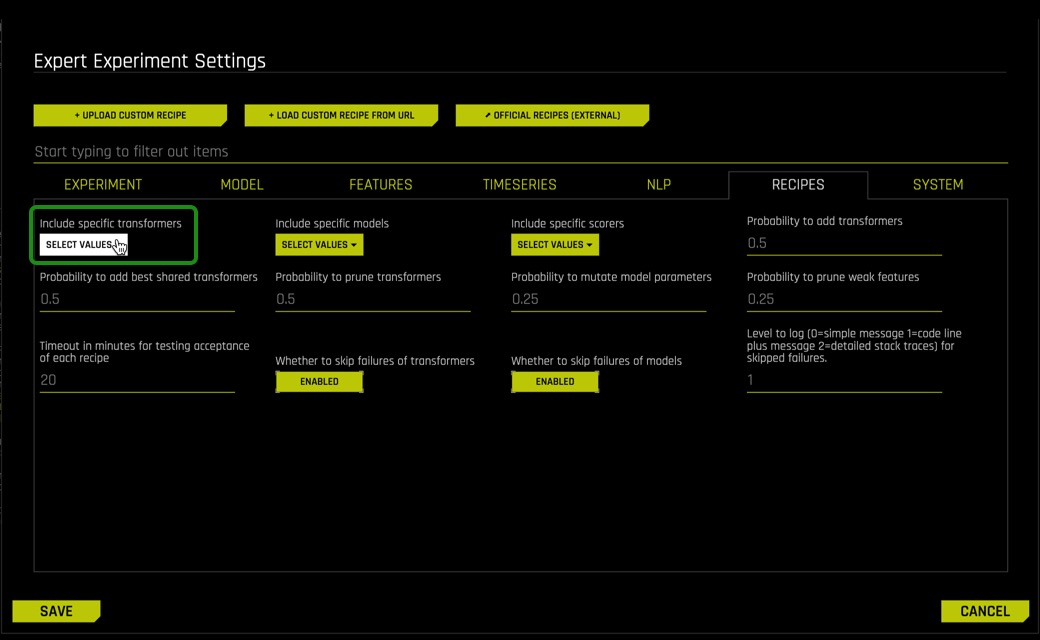 Expert Experiment Settings
+ UPLOAD CUSTOM RECIPE
+ LOAD CUSTOM RECIPE FROM URL
OFFICIAL RECIPES (EXTERNAL)
Start typing to filter out items
EXPERIMENT
MODEL
FEATURES
TIMESERIES
NLP
RECIPES
SYSTEM
Include specific transformers
SELECT VALUES
Include specific models
SELECT VALUES
Include specific scorers
SELECT VALUES
Probability to add transformers
0.5
Probability to add best shared transformers
0.5
Probability to prune transformers
0.5
Probability to mutate model parameters
0.25
Probability to prune weak features
0.25
Timeout in minutes for testing acceptance
of each recipe
20
Whether to skip failures of transformers
ENABLED
Whether to skip failures of models
ENABLED
Level to log (0=simple message 1=code line
plus message 2=detailed stack traces) for
skipped failures.
1
SAVE
CANCEL